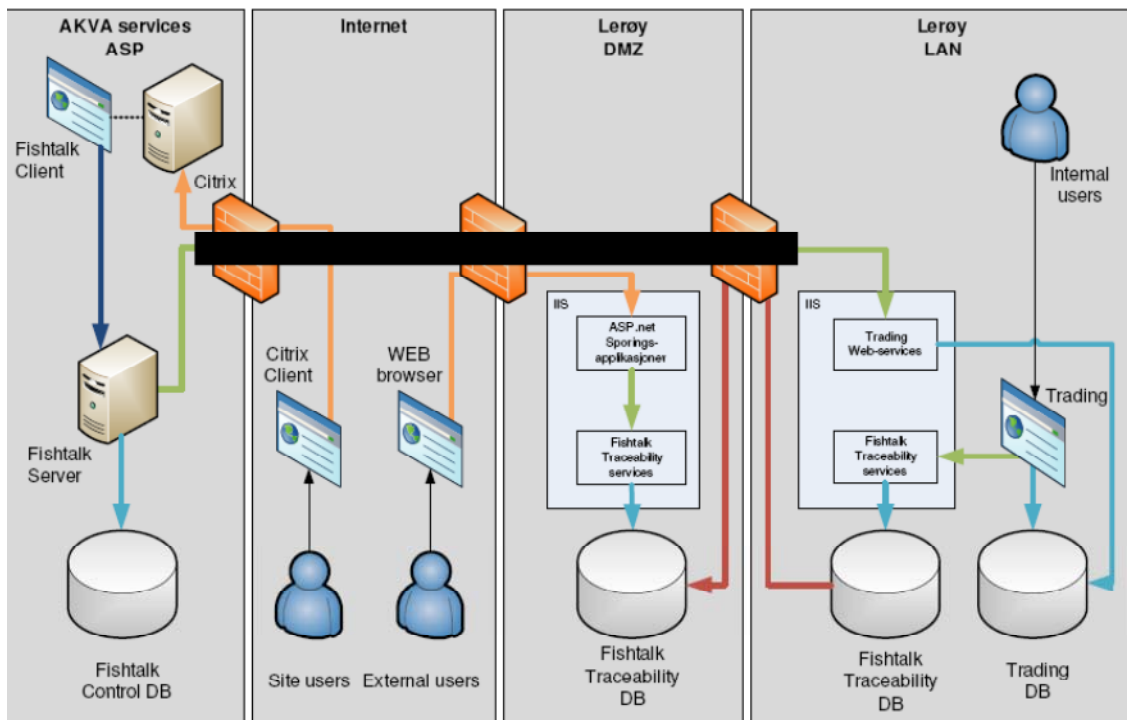 AKVA services
ASP
Internet
Lerøy
DMZ
Lerøy
LAN
Fishtalk
Client
Citrix
Internal
users
IIS
ASP.net
Sporings-
applikasjoner
IIS
Trading
Web-services
Citrix
Client
WEB
browser
Trading
Fishtalk
Server
Fishtalk
Traceability
services
Fishtalk
Traceability
services
Fishtalk
Control DB
Site users
External users
Fishtalk
Traceability
DB
Fishtalk
Traceability
DB
Trading
DB